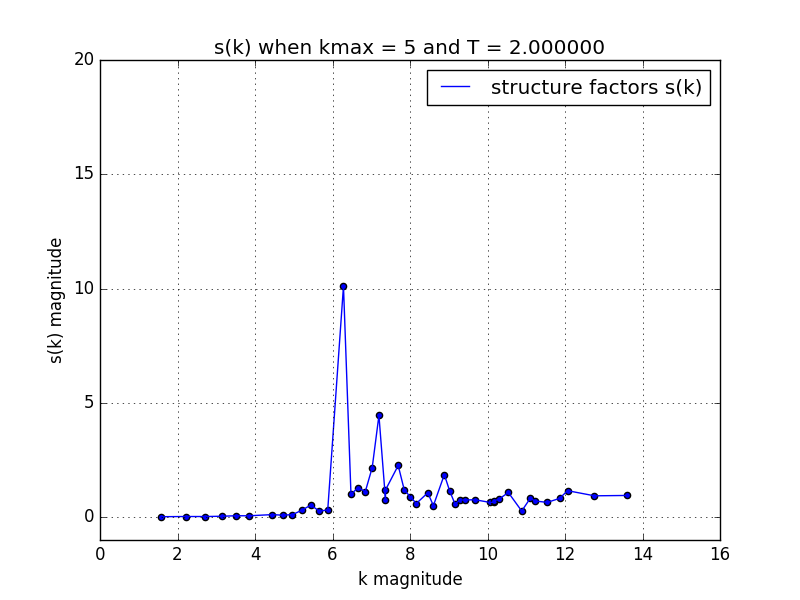 s(k) when kmax = 5 and T = 2.000000
structure factors s(k)
20
15
10
5
0
s(k) magnitude
0 2 4 6 8 10 12 14 16
k magnitude